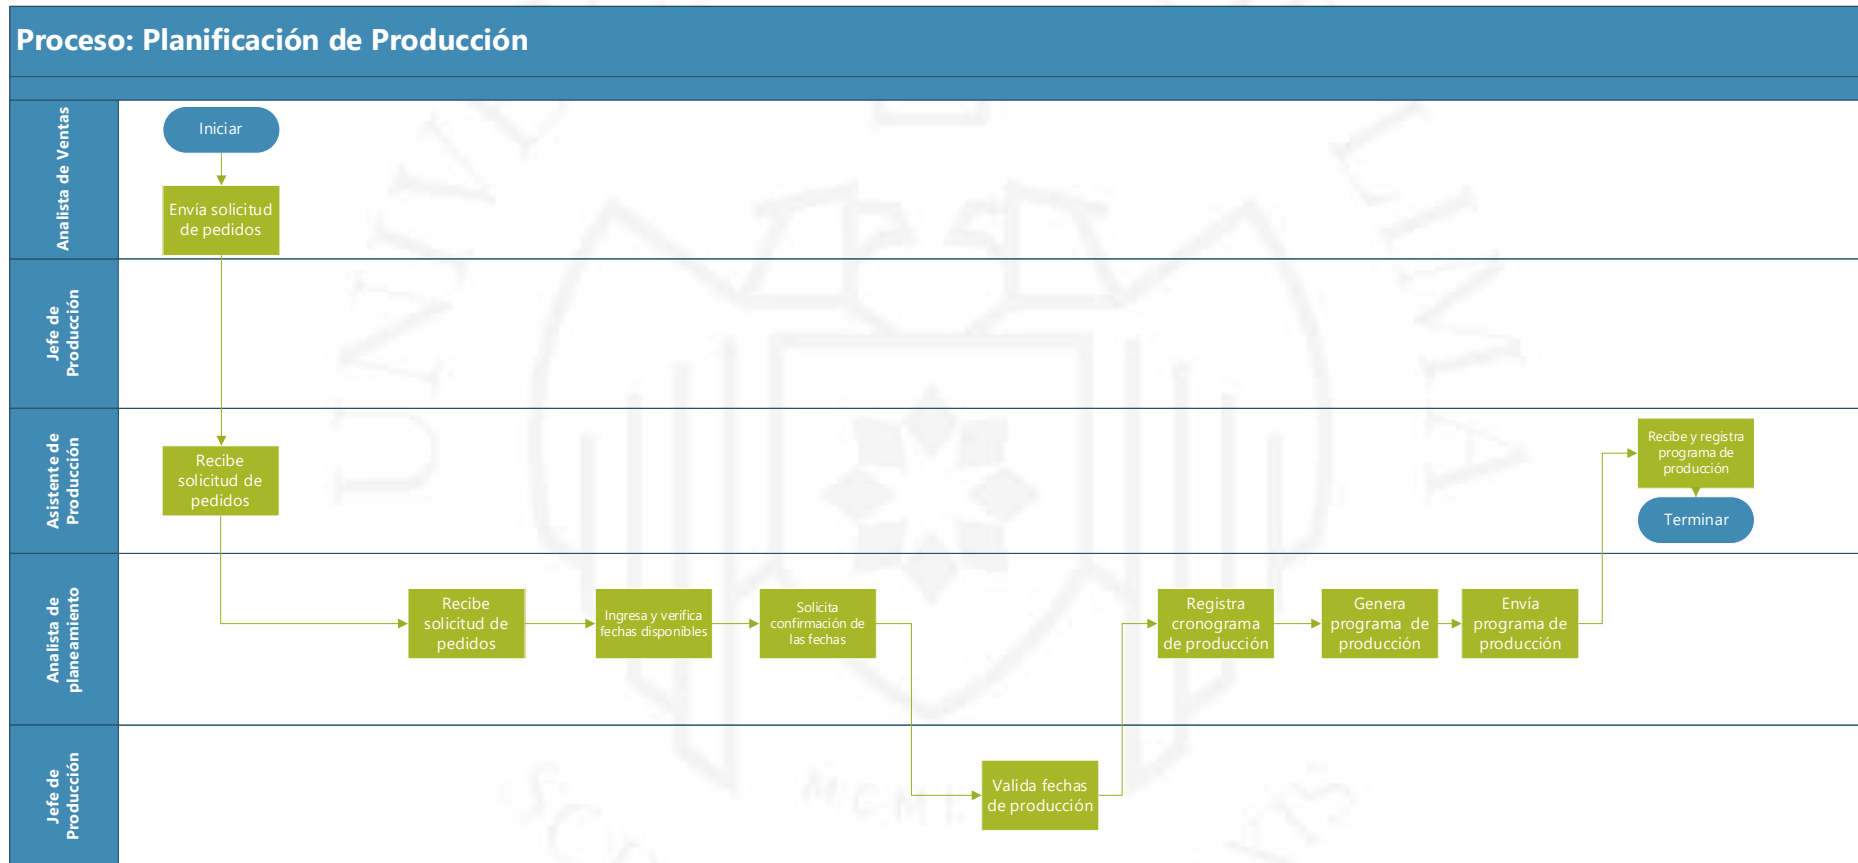 Proceso: Planificación de Producción
Analista de Ventas
Iniciar
Envía solicitud
de pedidos
Jefe de
Producción
Asistente de
Producción
Recibe
solicitud de
pedidos
Recibe y registra
programa de
producción
Terminar
Analista de
planeamiento
Recibe
solicitud de
pedidos
Ingresa y verifica
fechas disponibles
Solicita
confirmación de
las fechas
Registra
cronograma
de producción
Genera
programa de
producción
Envía
programa de
producción
Jefe de
Producción
Valida fechas
de producción
LIMA